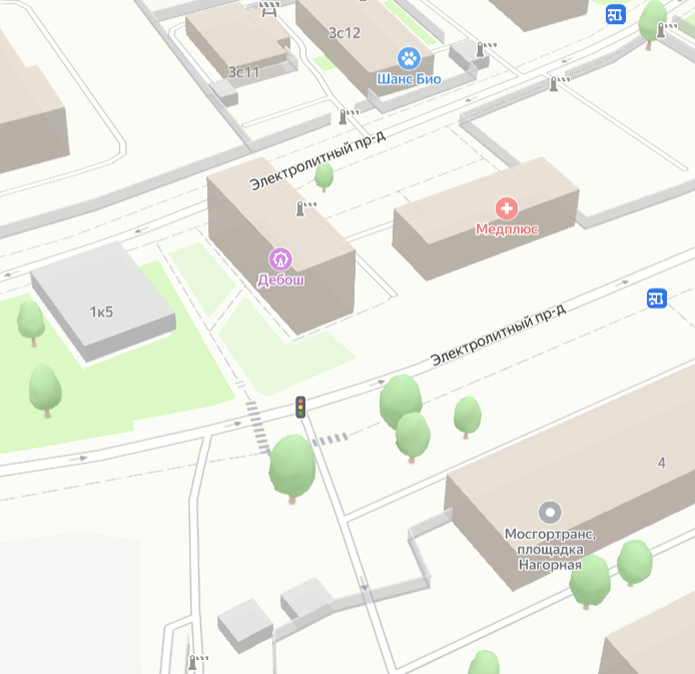 3с12
3с11
Шанс Био
Электролитный пр-д
Медплюс
Дебош
1к5
Электролитный пр-д
4
Мосгортранс,
площадка
Нагорная